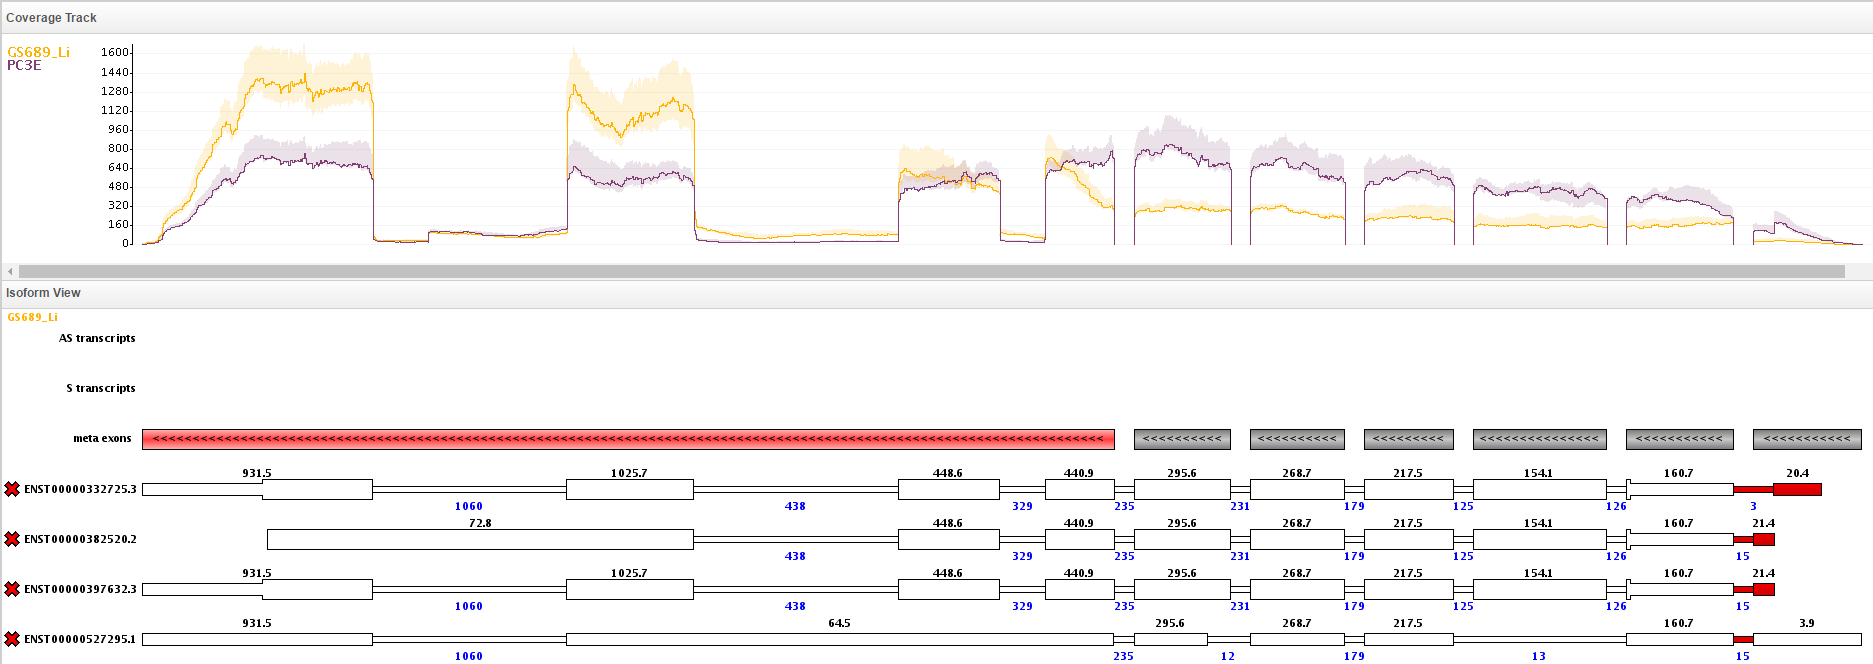 Coverage Track
GS689_Li
PC3E
1600
1440
1280
1120
960
800
640
480
320
160
0
Isoform View
GS689_Li
AS transcripts
S transcripts
meta exons
<<<<<<<<<< <<<<<<<<<< <<<<<<<<< <<<<<<<<<<<<<< <<<<<<<<<< <<<<<<<<<<
931.5 1025.7 448.6 440.9 295.6 268.7 217.5 154.1 160.7 20.4
ENST00000332725.3
1060 438 329 235 231 179 125 126 3
72.8 448.6 440.9 295.6 268.7 217.5 154.1 160.7 21.4
ENST00000382520.2
438 329 235 231 179 125 126 15
931.5 1025.7 448.6 440.9 295.6 268.7 217.5 154.1 160.7 21.4
ENST00000397632.3
1060 438 329 235 231 179 125 126 15
931.5 64.5 295.6 268.7 217.5 160.7 3.9
ENST00000527295.1
1060 235 12 179 13 15